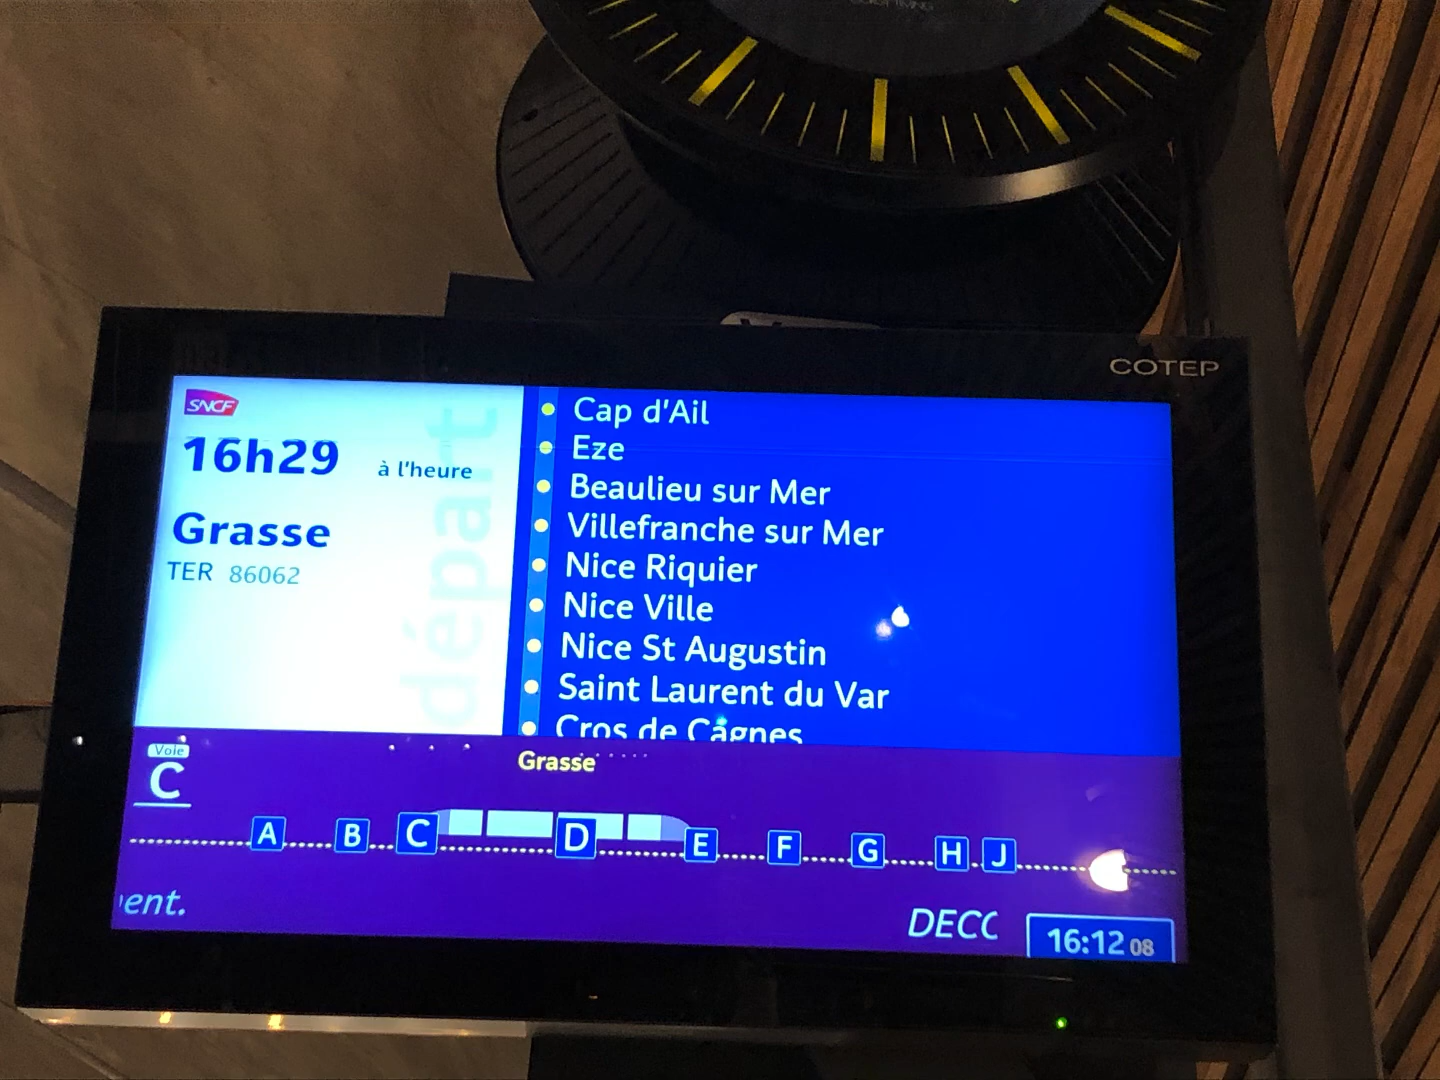 COTEP
SNCF
16h29 à l'heure
Grasse
TER 86062
départ
Cap d'Ail
Eze
Beaulieu sur Mer
Villefranche sur Mer
Nice Riquier
Nice Ville
Nice St Augustin
Saint Laurent du Var
Cros de Cagnes
Voie
C
Grasse
A B C D E F G H J
ent. DECC
16:12 08